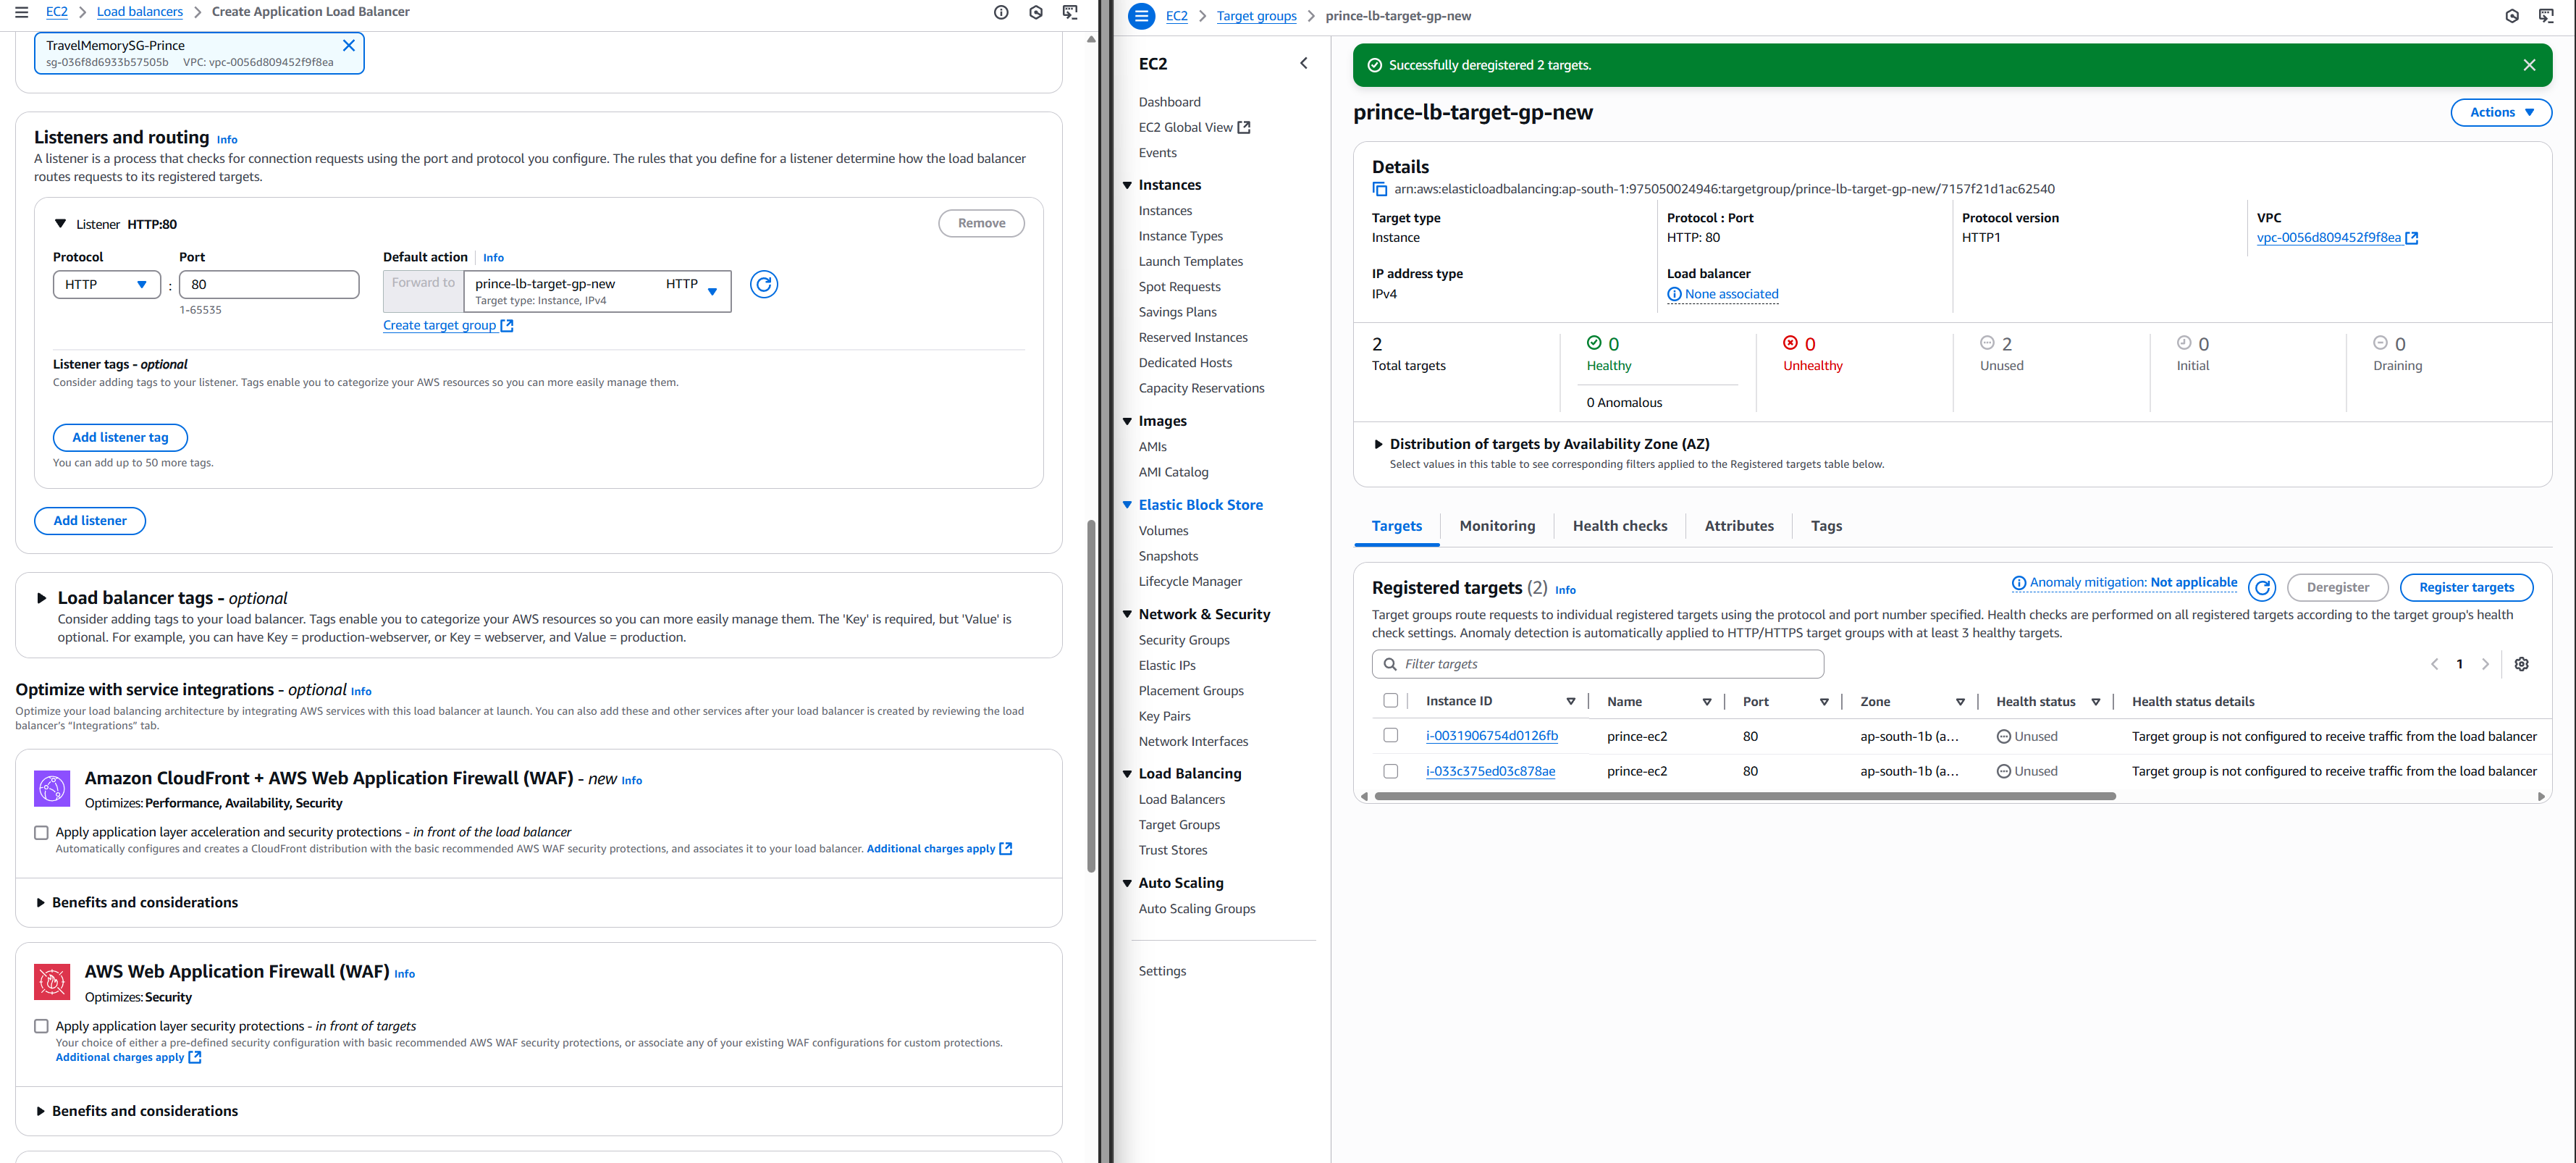 EC2 > Load balancers > Create Application Load Balancer
TravelMemorySG-Prince
sg-036f8d6933b57505b VPC: vpc-0056d809452f9f8ea
Listeners and routing Info
A listener is a process that checks for connection requests using the port and protocol you configure. The rules that you define for a listener determine how the load balancer
routes requests to its registered targets.
Listener HTTP:80
Remove
Protocol
Port
Default action | Info
HTTP
:
80
Forward to
prince-lb-target-gp-new
HTTP
Target type: Instance, IPv4
1-65535
Create target group
Listener tags - optional
Consider adding tags to your listener. Tags enable you to categorize your AWS resources so you can more easily manage them.
Add listener tag
You can add up to 50 more tags.
Add listener
Load balancer tags - optional
Consider adding tags to your load balancer. Tags enable you to categorize your AWS resources so you can more easily manage them. The 'Key' is required, but 'Value' is
optional. For example, you can have Key = production-webserver, or Key = webserver, and Value = production.
Optimize with service integrations - optional Info
Optimize your load balancing architecture by integrating AWS services with this load balancer at launch. You can also add these and other services after your load balancer is created by reviewing the load
balancer's "Integrations" tab.
Amazon CloudFront + AWS Web Application Firewall (WAF) - new Info
Optimizes: Performance, Availability, Security
Apply application layer acceleration and security protections - in front of the load balancer
Automatically configures and creates a CloudFront distribution with the basic recommended AWS WAF security protections, and associates it to your load balancer. Additional charges apply
Benefits and considerations
AWS Web Application Firewall (WAF) Info
Optimizes: Security
Apply application layer security protections - in front of targets
Your choice of either a pre-defined security configuration with basic recommended AWS WAF security protections, or associate any of your existing WAF configurations for custom protections.
Additional charges apply
Benefits and considerations
EC2 > Target groups > prince-lb-target-gp-new
EC2
Dashboard
EC2 Global View
Events
Instances
Instances
Instance Types
Launch Templates
Spot Requests
Savings Plans
Reserved Instances
Dedicated Hosts
Capacity Reservations
Images
AMIs
AMI Catalog
Elastic Block Store
Volumes
Snapshots
Lifecycle Manager
Network & Security
Security Groups
Elastic IPs
Placement Groups
Key Pairs
Network Interfaces
Load Balancing
Load Balancers
Target Groups
Trust Stores
Auto Scaling
Auto Scaling Groups
Settings
Successfully deregistered 2 targets.
prince-lb-target-gp-new
Actions
Details
arn:aws:elasticloadbalancing:ap-south-1:975050024946:targetgroup/prince-lb-target-gp-new/7157f21d1ac62540
Target type
Instance
Protocol : Port
HTTP: 80
Protocol version
HTTP1
VPC
vpc-0056d809452f9f8ea
IP address type
IPv4
Load balancer
None associated
2
Total targets
0
Healthy
0 Anomalous
0
Unhealthy
2
Unused
0
Initial
0
Draining
Distribution of targets by Availability Zone (AZ)
Select values in this table to see corresponding filters applied to the Registered targets table below.
Targets
Monitoring
Health checks
Attributes
Tags
Registered targets (2) Info
Anomaly mitigation: Not applicable
Deregister
Register targets
Target groups route requests to individual registered targets using the protocol and port number specified. Health checks are performed on all registered targets according to the target group's health
check settings. Anomaly detection is automatically applied to HTTP/HTTPS target groups with at least 3 healthy targets.
Filter targets
1
Instance ID Name Port Zone Health status Health status details
i-0031906754d0126fb prince-ec2 80 ap-south-1b (a... Unused Target group is not configured to receive traffic from the load balancer
i-033c375ed03c878ae prince-ec2 80 ap-south-1b (a... Unused Target group is not configured to receive traffic from the load balancer